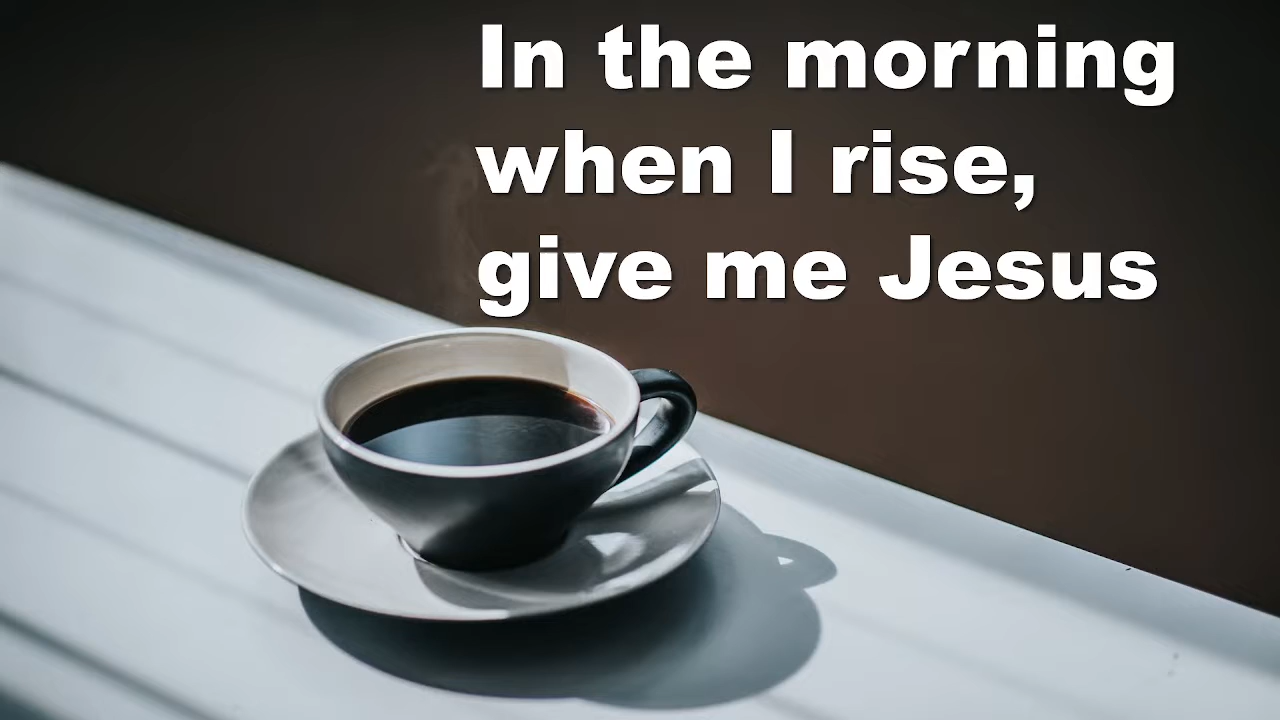 In the morning
when I rise,
give me Jesus